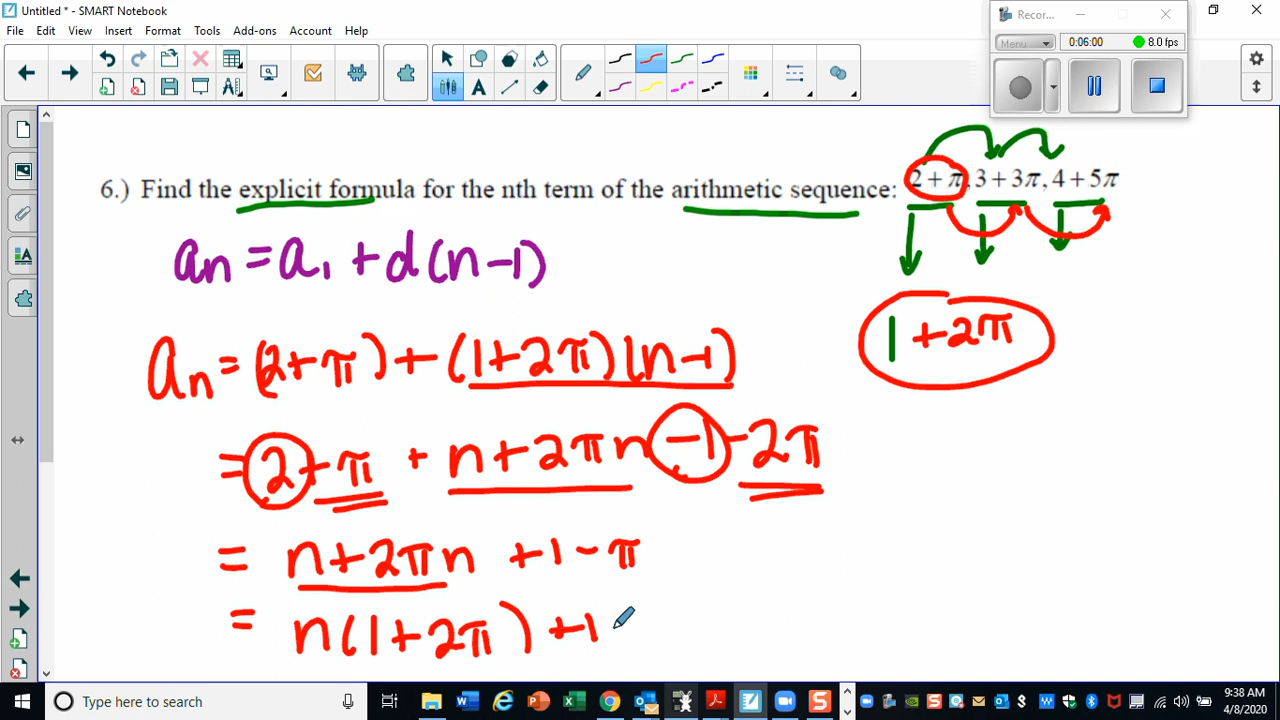 Untitled * - SMART Notebook
Recor...
File Edit View Insert Format Tools Add-ons Account Help
Menu
0:06:00
8.0 fps
6.) Find the explicit formula for the nth term of the arithmetic sequence: 2 + π, 3 + 3π, 4 + 5π
an = a1 + d(n-1)
1 + 2π
an = (2+π) + (1+2π)(n-1)
= 2 + π + n + 2πn - 1 - 2π
= n + 2πn + 1 - π
= n(1+2π) + 1
Type here to search
9:38 AM
4/8/2020